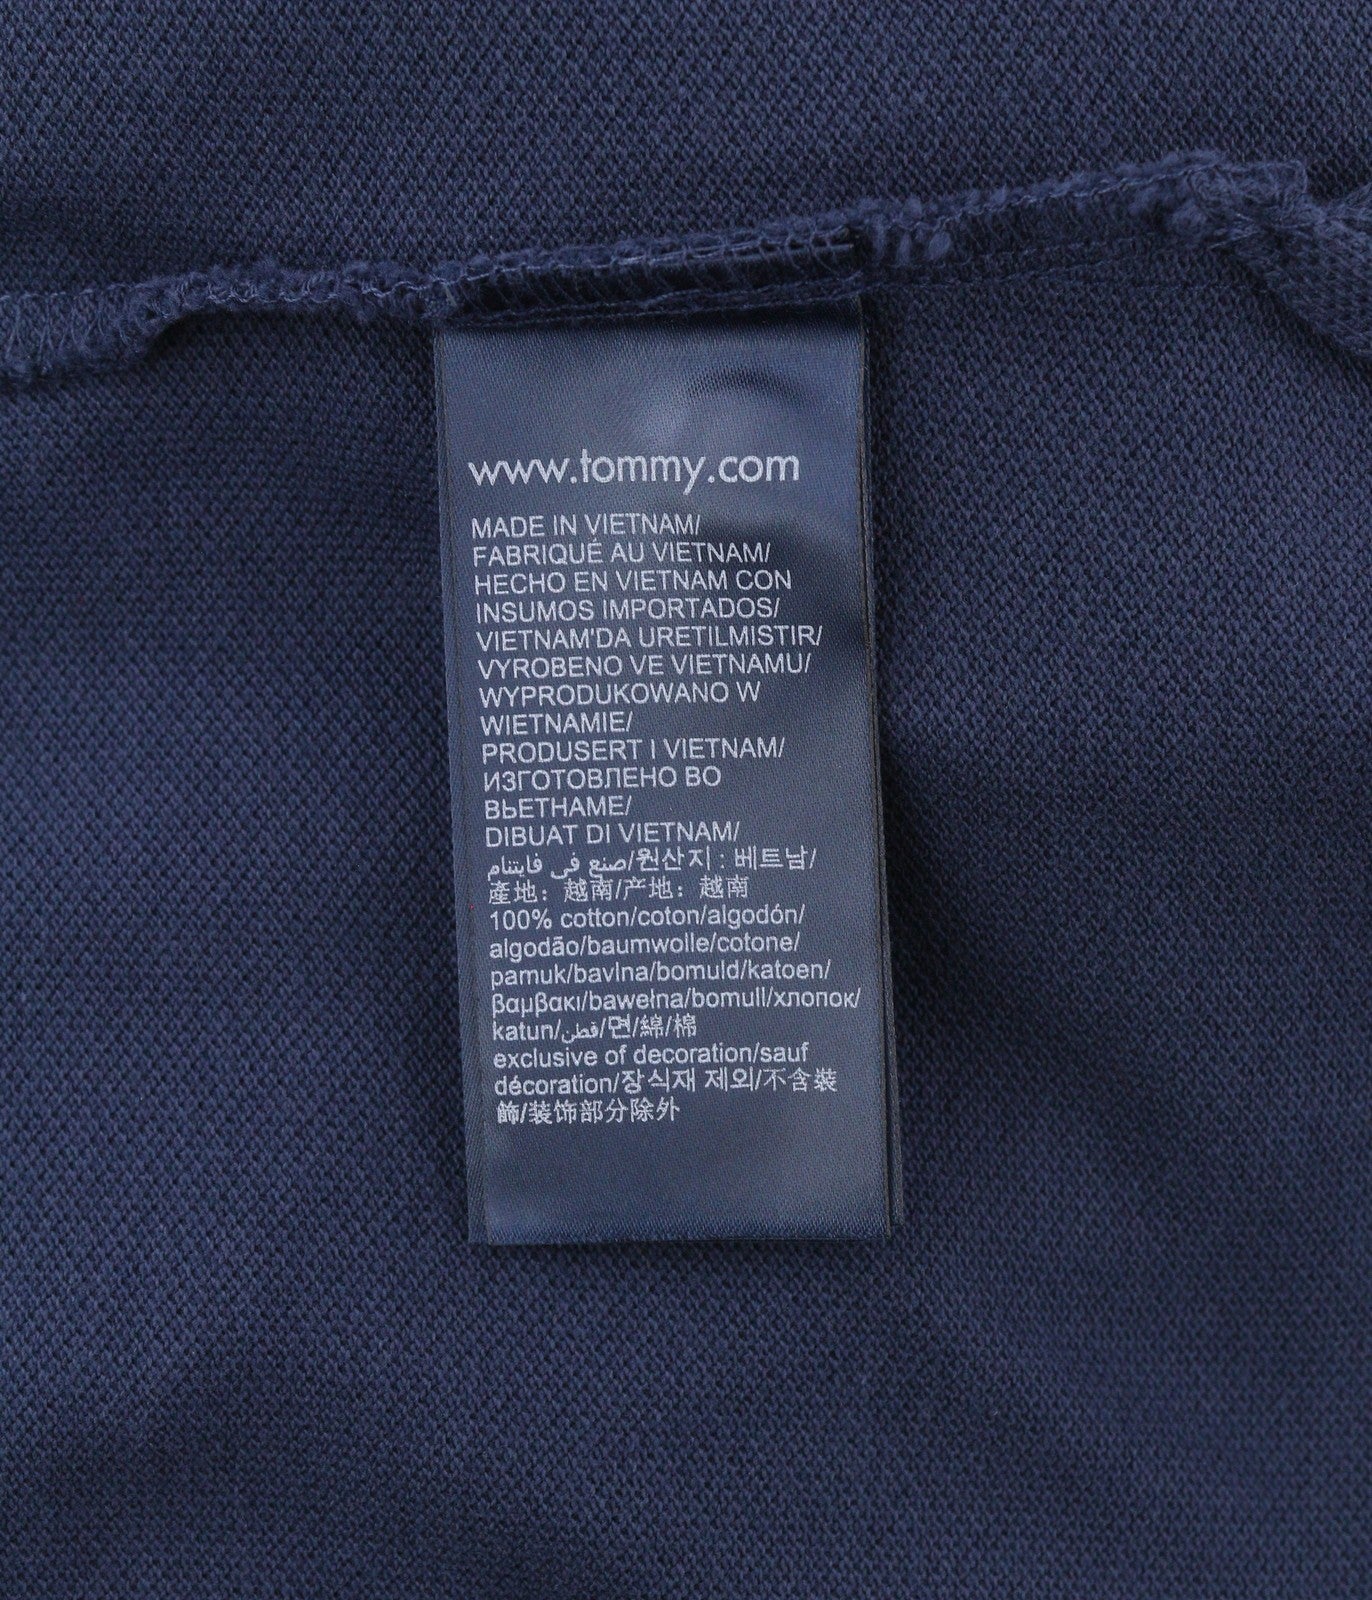 www.tommy.com
MADE IN VIETNAM/
FABRIQUÉ AU VIETNAM/
HECHO EN VIETNAM CON
INSUMOS IMPORTADOS/
VIETNAM'DA URETILMISTIR/
VYROBENO VE VIETNAMU/
WYPRODUKOWANO W
WIETNAMIE/
PRODUSERT I VIETNAM/
ИЗГОТОВЛЕНО ВО
ВЬЕТНАМЕ/
DIBUAT DI VIETNAM/
صنع في فايتنام/원산지 : 베트남/
產地：越南/产地：越南
100% cotton/coton/algodón/
algodão/baumwolle/cotone/
pamuk/bavlna/bomuld/katoen/
βαμβακι/bawełna/bomull/хлопок/
katun/قطن/면/綿/棉
exclusive of decoration/sauf
décoration/장식재 제외/不含裝
飾/装饰部分除外